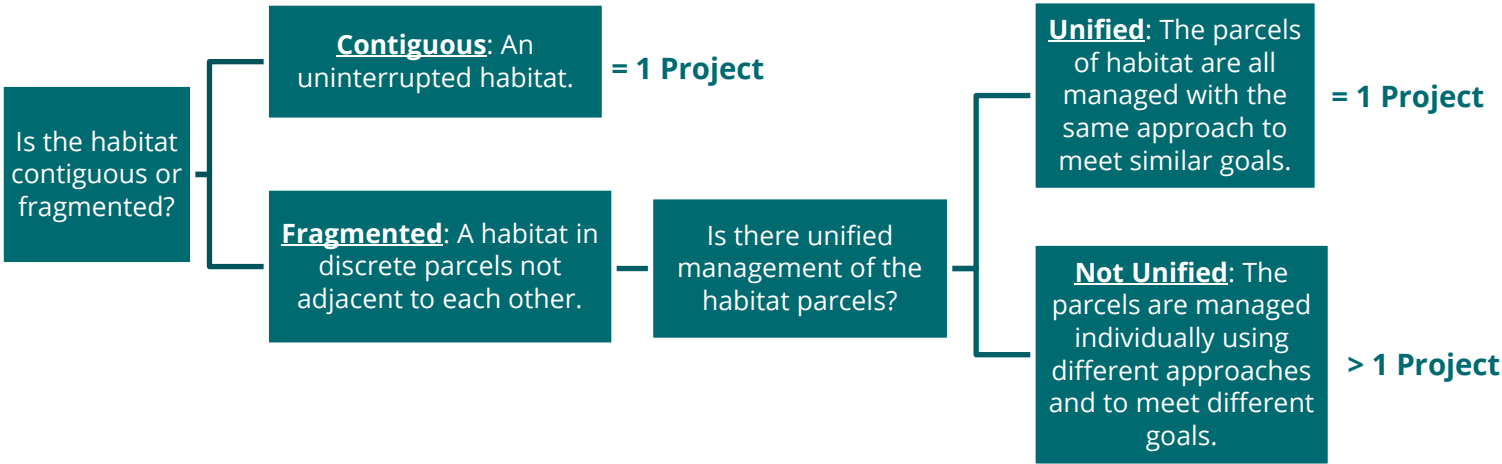 Is the habitat
contiguous or
fragmented?
Contiguous: An
uninterrupted habitat.
= 1 Project
Fragmented: A habitat in
discrete parcels not
adjacent to each other.
Is there unified
management of the
habitat parcels?
Unified: The parcels
of habitat are all
managed with the
same approach to
meet similar goals.
= 1 Project
Not Unified: The
parcels are managed
individually using
different approaches
and to meet different
goals.
> 1 Project